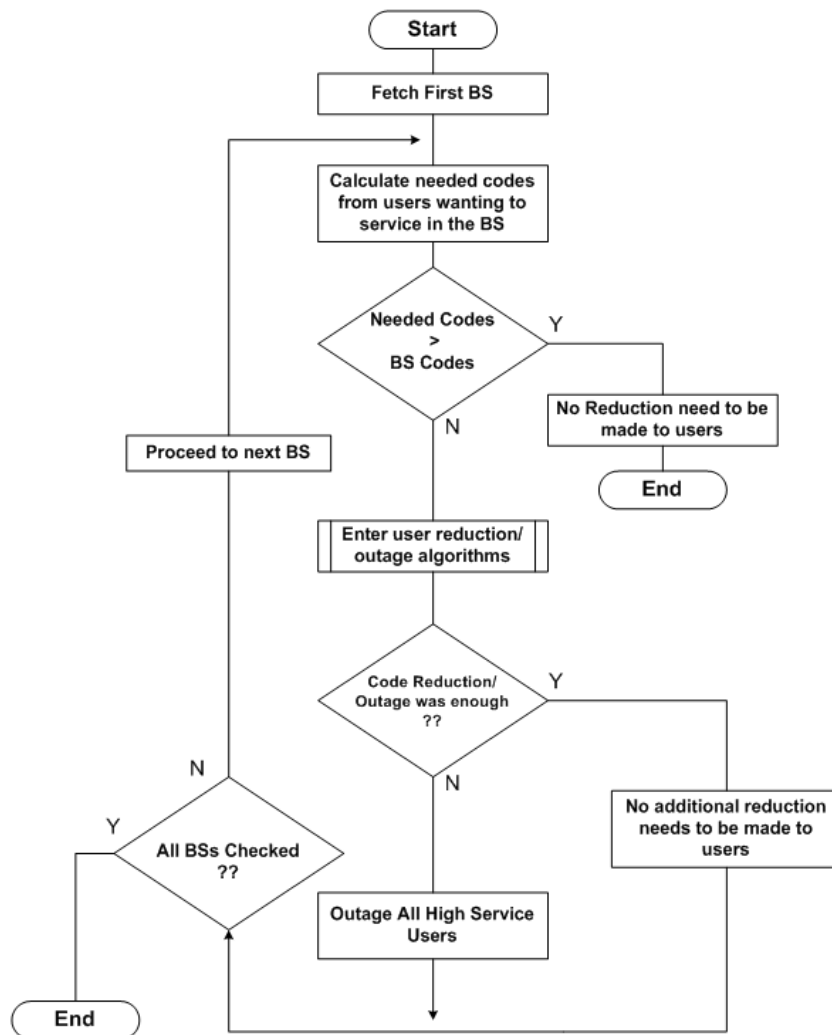 Start
Fetch First BS
Calculate needed codes
from users wanting to
service in the BS
Needed Codes
>
BS Codes
Y
N
No Reduction need to be
made to users
End
Proceed to next BS
Enter user reduction/
outage algorithms
Code Reduction/
Outage was enough
??
Y
N
No additional reduction
needs to be made to
users
Outage All High Service
Users
N
Y
All BSs Checked
??
End